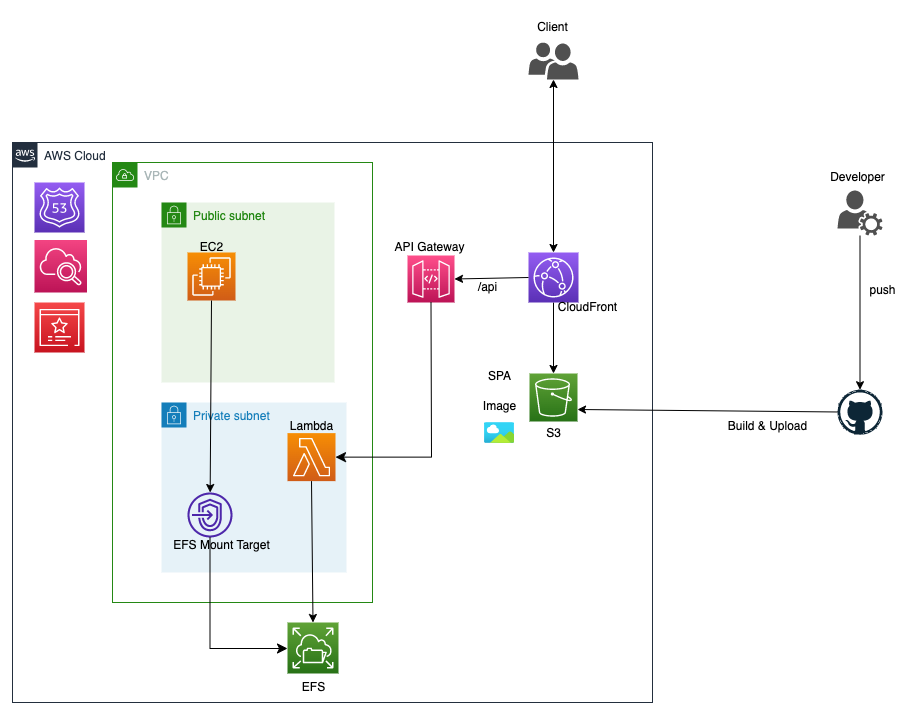 Client
aws
AWS Cloud
VPC
53
Public subnet
EC2
API Gateway
/api
CloudFront
Developer
push
SPA
Image
S3
Build & Upload
Private subnet
Lambda
EFS Mount Target
EFS